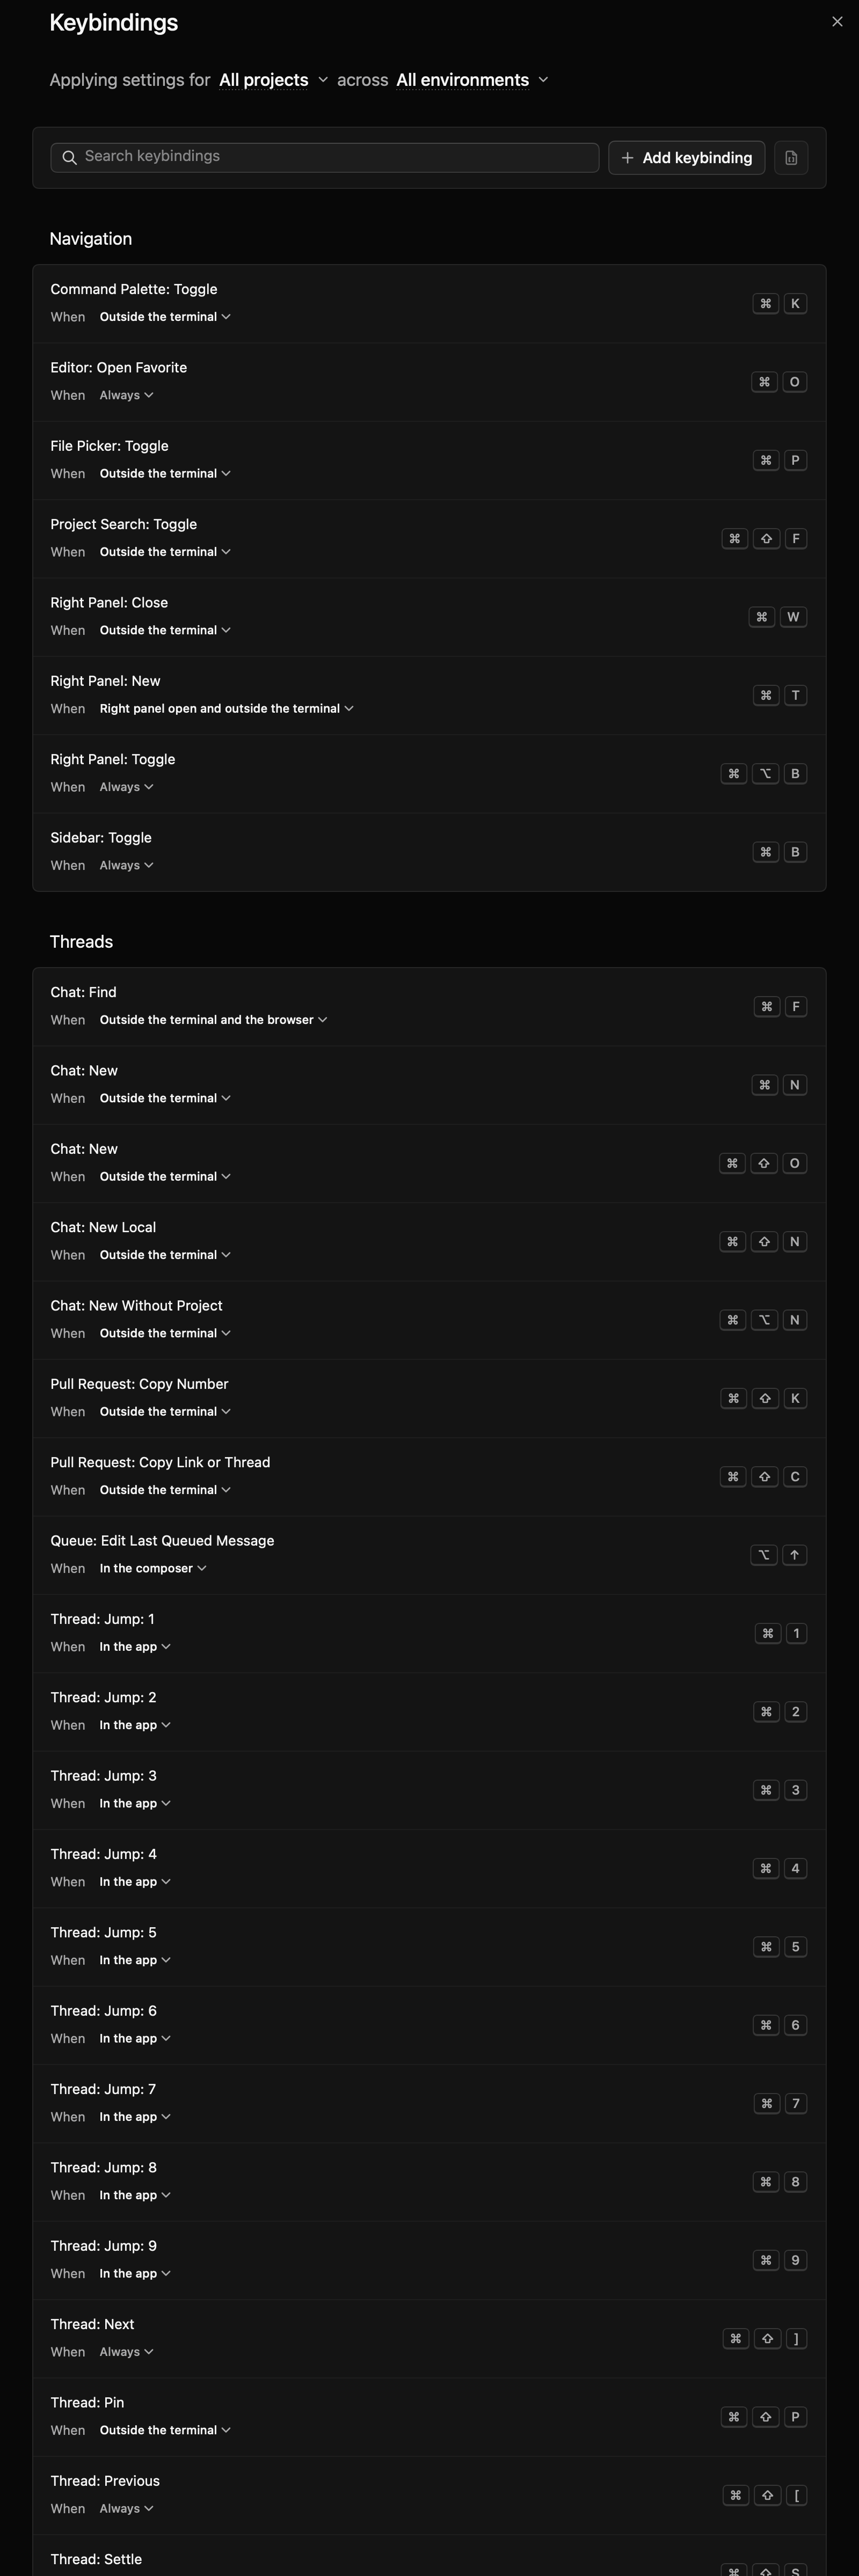 Keybindings
Applying settings for All projects across All environments
Search keybindings
Add keybinding
Navigation
Command Palette: Toggle
When Outside the terminal
⌘ K
Editor: Open Favorite
When Always
⌘ O
File Picker: Toggle
When Outside the terminal
⌘ P
Project Search: Toggle
When Outside the terminal
⌘ ⇧ F
Right Panel: Close
When Outside the terminal
⌘ W
Right Panel: New
When Right panel open and outside the terminal
⌘ T
Right Panel: Toggle
When Always
⌘ ⌥ B
Sidebar: Toggle
When Always
⌘ B
Threads
Chat: Find
When Outside the terminal and the browser
⌘ F
Chat: New
When Outside the terminal
⌘ N
Chat: New
When Outside the terminal
⌘ ⇧ O
Chat: New Local
When Outside the terminal
⌘ ⇧ N
Chat: New Without Project
When Outside the terminal
⌘ ⌥ N
Pull Request: Copy Number
When Outside the terminal
⌘ ⇧ K
Pull Request: Copy Link or Thread
When Outside the terminal
⌘ ⇧ C
Queue: Edit Last Queued Message
When In the composer
⌥ ↑
Thread: Jump: 1
When In the app
⌘ 1
Thread: Jump: 2
When In the app
⌘ 2
Thread: Jump: 3
When In the app
⌘ 3
Thread: Jump: 4
When In the app
⌘ 4
Thread: Jump: 5
When In the app
⌘ 5
Thread: Jump: 6
When In the app
⌘ 6
Thread: Jump: 7
When In the app
⌘ 7
Thread: Jump: 8
When In the app
⌘ 8
Thread: Jump: 9
When In the app
⌘ 9
Thread: Next
When Always
⌘ ⇧ ]
Thread: Pin
When Outside the terminal
⌘ ⇧ P
Thread: Previous
When Always
⌘ ⇧ [
Thread: Settle
⌘ ⇧ S